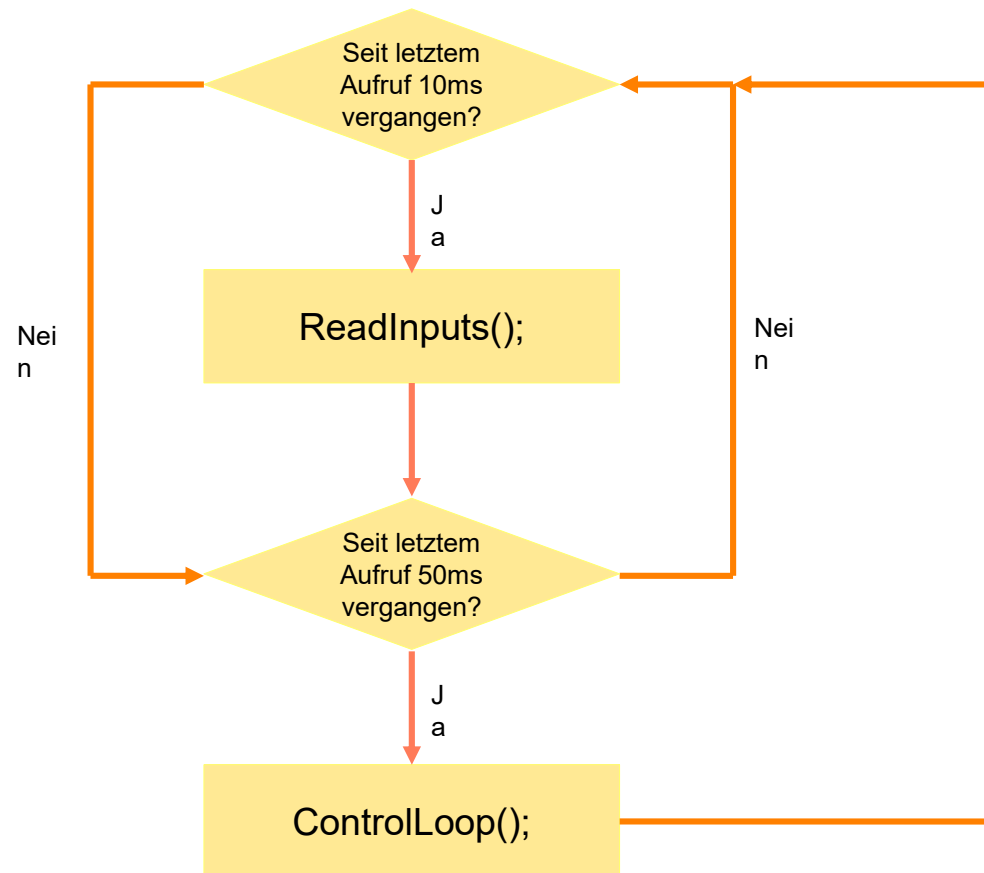 Seit letztem
Aufruf 10ms
vergangen?
J
a
ReadInputs();
Nei
n
Nei
n
Seit letztem
Aufruf 50ms
vergangen?
J
a
ControlLoop();